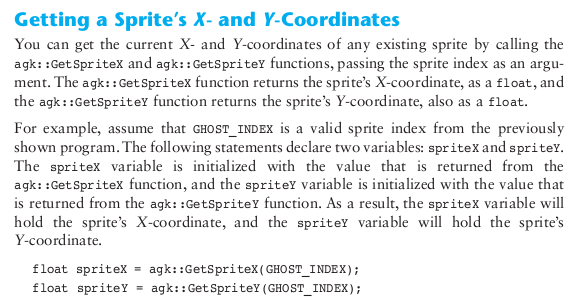 Getting a Sprite's X- and Y-Coordinates
You can get the current X- and Y-coordinates of any existing sprite by calling the
agk::GetSpriteX and agk::GetSpriteY functions, passing the sprite index as an argu-
ment. The agk::GetSpriteX function returns the sprite's X-coordinate, as a float, and
the agk::GetSpriteY function returns the sprite's Y-coordinate, also as a float.
For example, assume that GHOST_INDEX is a valid sprite index from the previously
shown program. The following statements declare two variables: spriteX and spriteY.
The spriteX variable is initialized with the value that is returned from the
agk::GetSpriteX function, and the spriteY variable is initialized with the value that
is returned from the agk::GetSpriteY function. As a result, the spriteX variable will
hold the sprite's X-coordinate, and the spriteY variable will hold the sprite's
Y-coordinate.
float spriteX = agk::GetSpriteX(GHOST_INDEX);
float spriteY = agk::GetSpriteY(GHOST_INDEX);